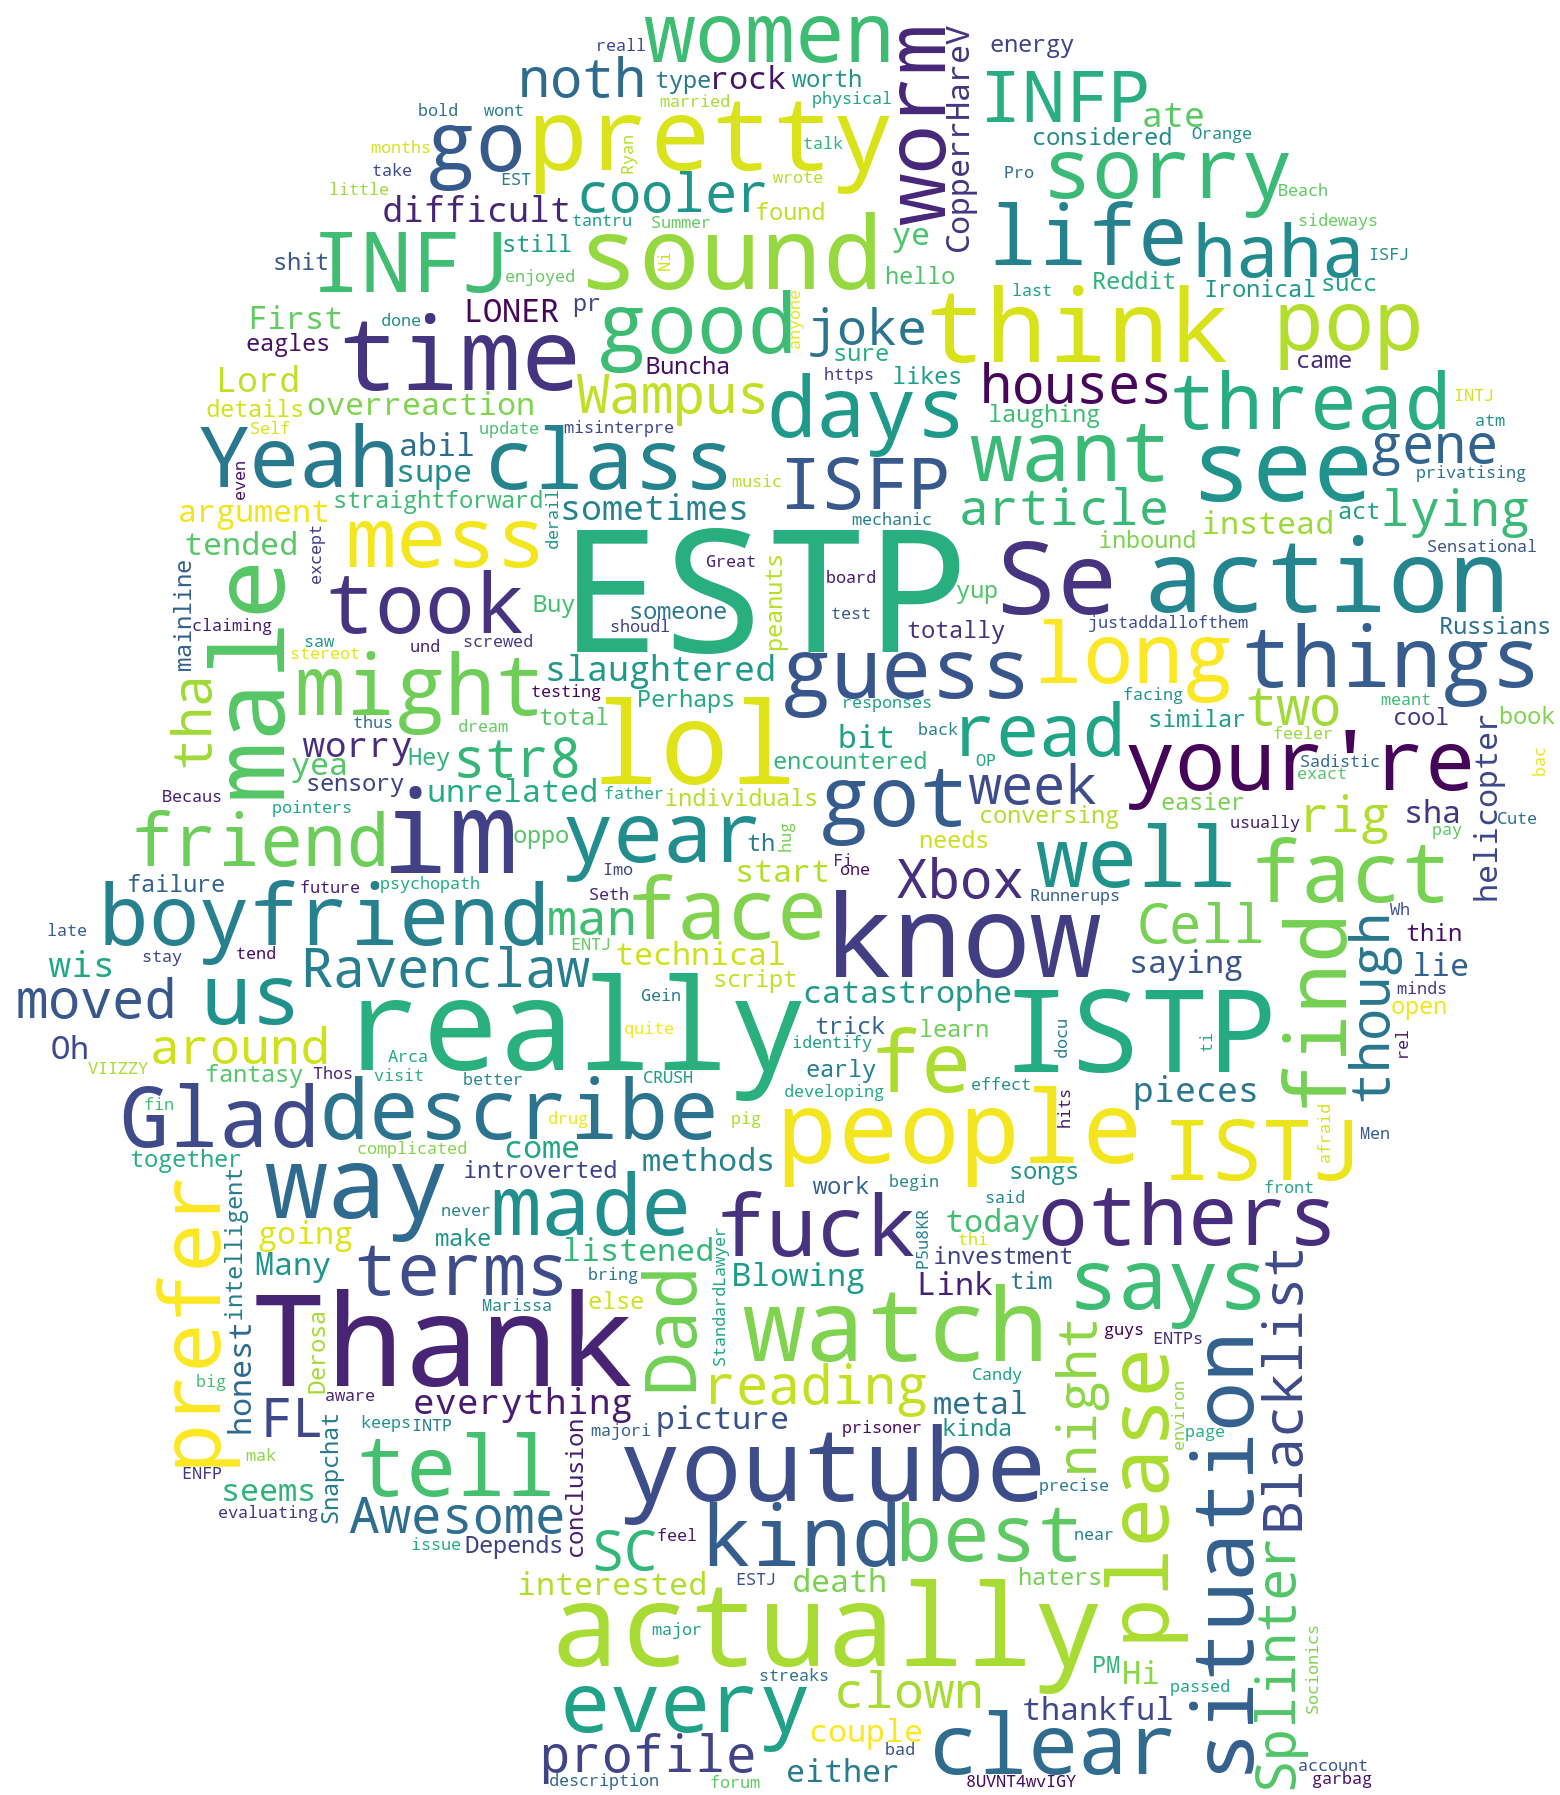 women
reall
energy
noth
type
rock
worth
worm
CopperrHareV
INFP
ate
bold
wont
married
physical
go
pretty
talk
considered
Orange
months
take
Ryan
sorry
little
EST
wrote
Pro
Beach
difficult
cooler
found
life
sideways
tantru
Summer
haha
ISFJ
shit
INFJ
still
sound
Ni
ye
enjoyed
hello
Reddit
Ironical
succ
last
LONER
pr
good
anyone
joke
think
pop
First
done
eagles
time
Buncha
sure
came
Lord
Wampus
https
likes
houses
thread
details
overreaction
days
laughing
INTJ
Self
update
misinterpre
atm
Yeah
abil
class
want
see
gene
even
supe
music
ISFP
privatising
straightforward
sometimes
article
argument
derail
mechanic
instead
act
lying
mess
inbound
tended
except
ESTP
Great
Se
action
Sensational
mainline
took
Buy
peanuts
board
yup
male
someone
test
claiming
shoudl
totally
justaddallofthem
Russians
saw
und
screwed
stereot
slaughtered
guess
long
things
tha
might
testing
Perhaps
responses
facing
meant
thus
dream
total
bit
back
read
similar
two
cool
book
worry
lol
feeler
yea
Hey
str8
encountered
OP
your're
Sadistic
helicopter
sensory
exact
bac
Becaus
unrelated
father
individuals
got
week
easier
pointers
conversing
rig
sha
friend
im
oppo
year
th
hug
needs
usually
pay
Cute
Fi
well
fact
failure
future
psychopath
Imo
start
one
Xbox
Runnerups
boyfriend
Seth
man
face
know
Cell
Wh
late
ENTJ
find
though
thin
wis
stay
tend
Ravenclaw
technical
saying
lie
moved
us
script
catastrophe
ISTP
minds
really
Gein
open
quite
trick
learn
Oh
around
identify
fe
docu
ti
rel
VIIZZY
fantasy
Thos
Arca
visit
better
CRUSH
early
developing
effect
pieces
fin
Glad
describe
drug
pig
people
hits
afraid
Men
complicated
come
ISTJ
together
introverted
methods
songs
prefer
intelligent
way
made
work
begin
front
never
fuck
said
others
going
make
P5u8KR
today
thi
listened
StandardLawyer
investment
Many
terms
bring
Dad
Blowing
Link
tim
says
Blacklist
honest
Thank
Marissa
else
watch
night
guys
ENTPs
Derosa
big
aware
reading
Candy
please
situation
everything
metal
FL
keeps
INTP
conclusion
picture
prisoner
kinda
environ
page
majori
mak
Snapchat
tell
youtube
ENFP
seems
precise
evaluating
Awesome
issue
Depends
SC
feel
kind
best
near
interested
ESTJ
death
haters
Splinter
actually
major
Socionics
streaks
PM
Hi
every
clown
passed
thankful
couple
profile
bad
clear
description
forum
either
8UVNT4wvIGY
account
garbag